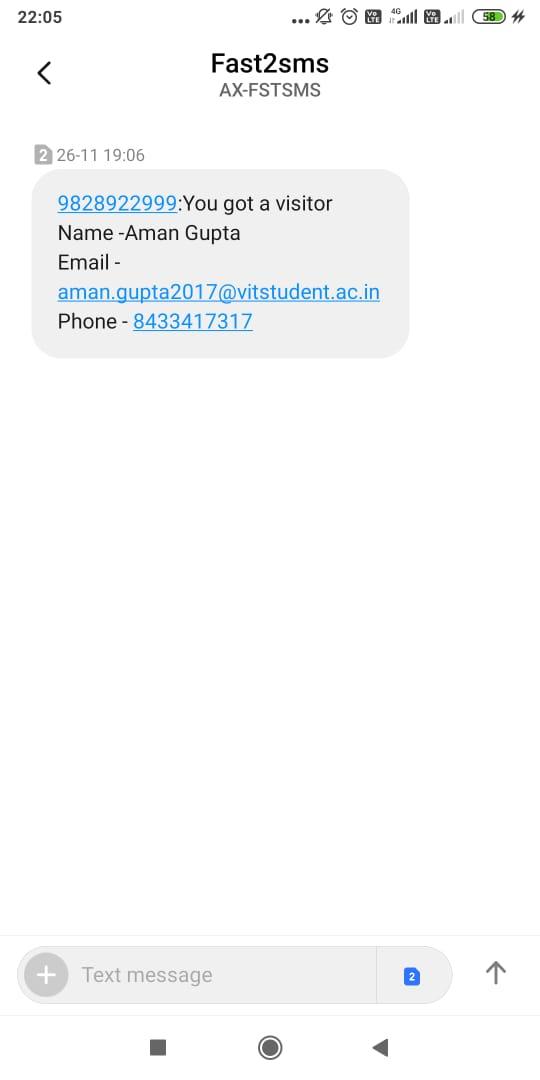 22:05
4G
Vo
LTE
Vo
LTE
58
Fast2sms
AX-FSTSMS
2 26-11 19:06
9828922999:You got a visitor
Name -Aman Gupta
Email -
aman.gupta2017@vitstudent.ac.in
Phone - 8433417317
Text message
2